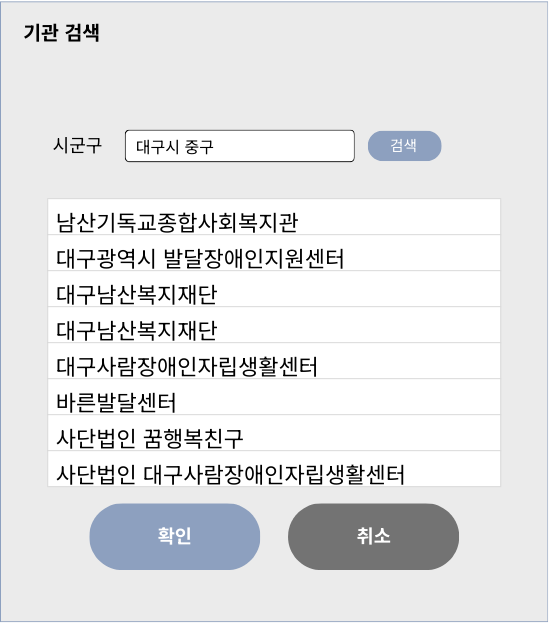 기관 검색
시군구 대구시 중구 검색
남산기독교종합사회복지관
대구광역시 발달장애인지원센터
대구남산복지재단
대구남산복지재단
대구사람장애인자립생활센터
바른발달센터
사단법인 꿈행복친구
사단법인 대구사람장애인자립생활센터
확인 취소